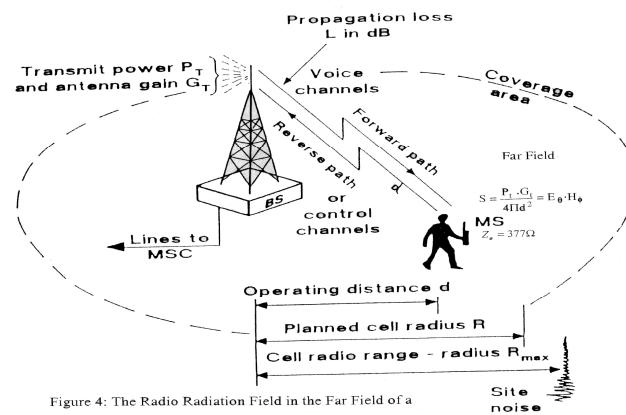 Propagation loss
L in dB
Transmit power P_T
and antenna gain G_T
Voice
channels
Coverage
area
Forward path
Reverse path
d
or
control
channels
BS
Lines to
MSC
Far Field
S = P_t .G_t / 4Πd² = E_θ·H_ϕ
MS
Z_o = 377Ω
Operating distance d
Planned cell radius R
Cell radio range - radius R_max
Site
noise
Figure 4: The Radio Radiation Field in the Far Field of a